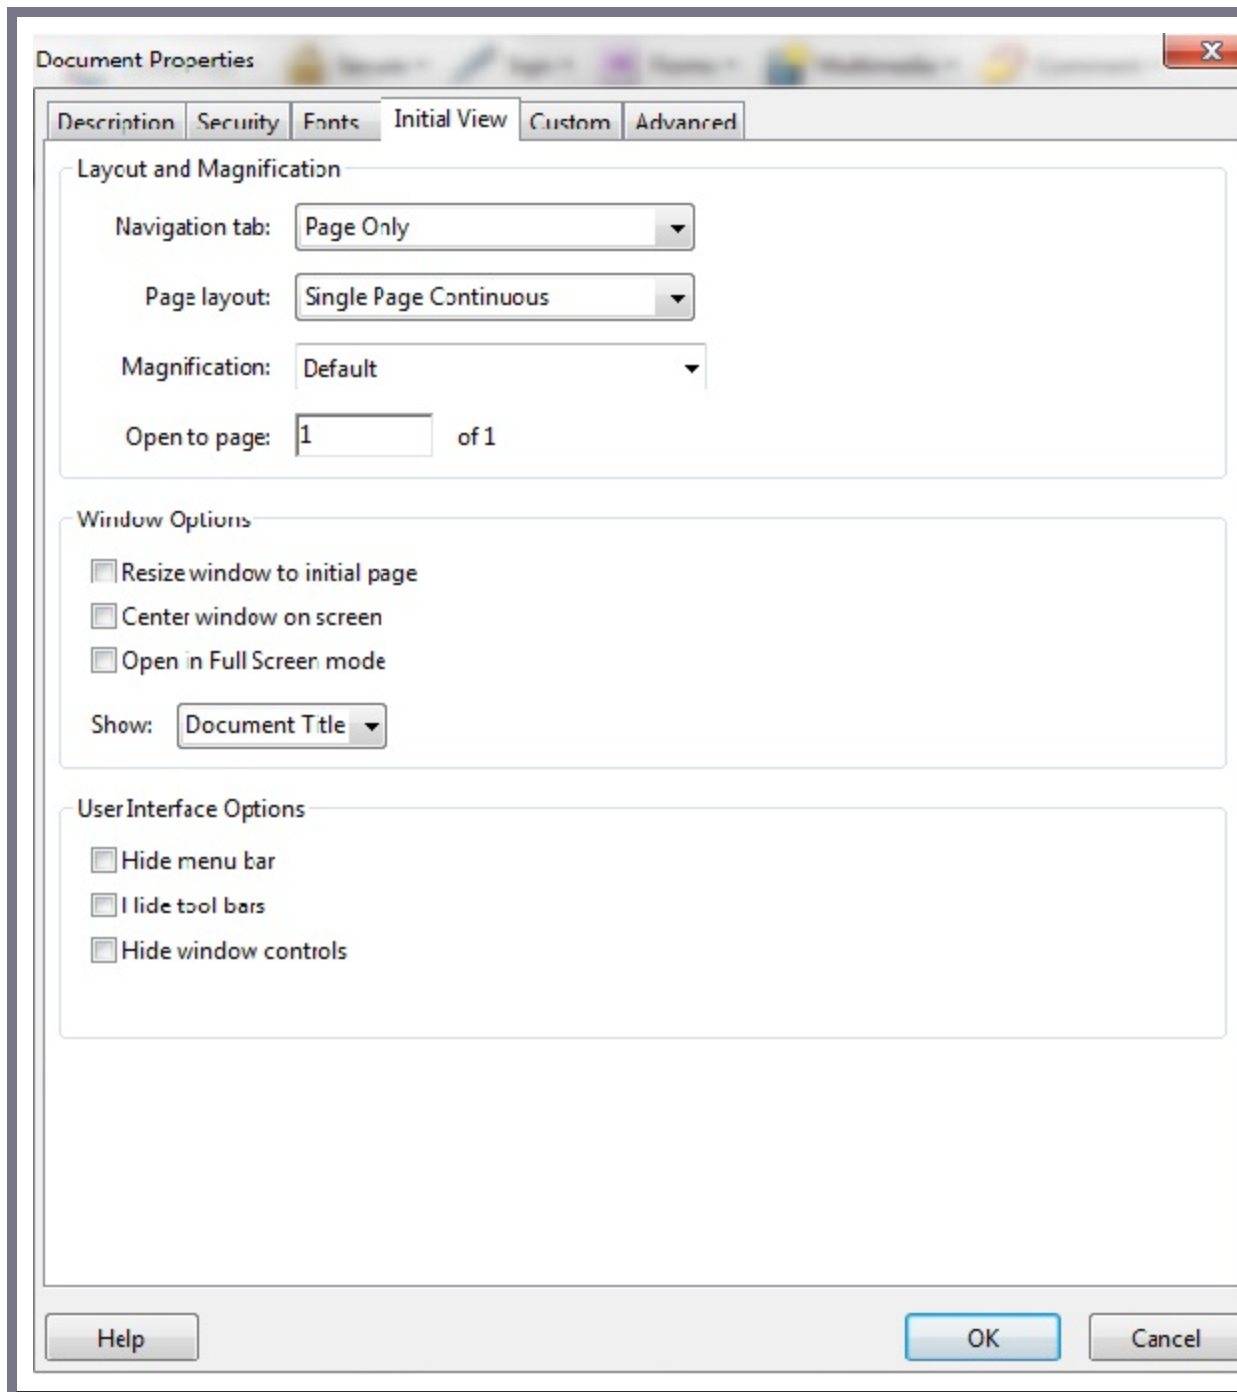 Document Properties
Description Security Fonts Initial View Custom Advanced
Layout and Magnification
Navigation tab: Page Only
Page layout: Single Page Continuous
Magnification: Default
Open to page: 1 of 1
Window Options
Resize window to initial page
Center window on screen
Open in Full Screen mode
Show: Document Title
User Interface Options
Hide menu bar
Hide tool bars
Hide window controls
Help OK Cancel